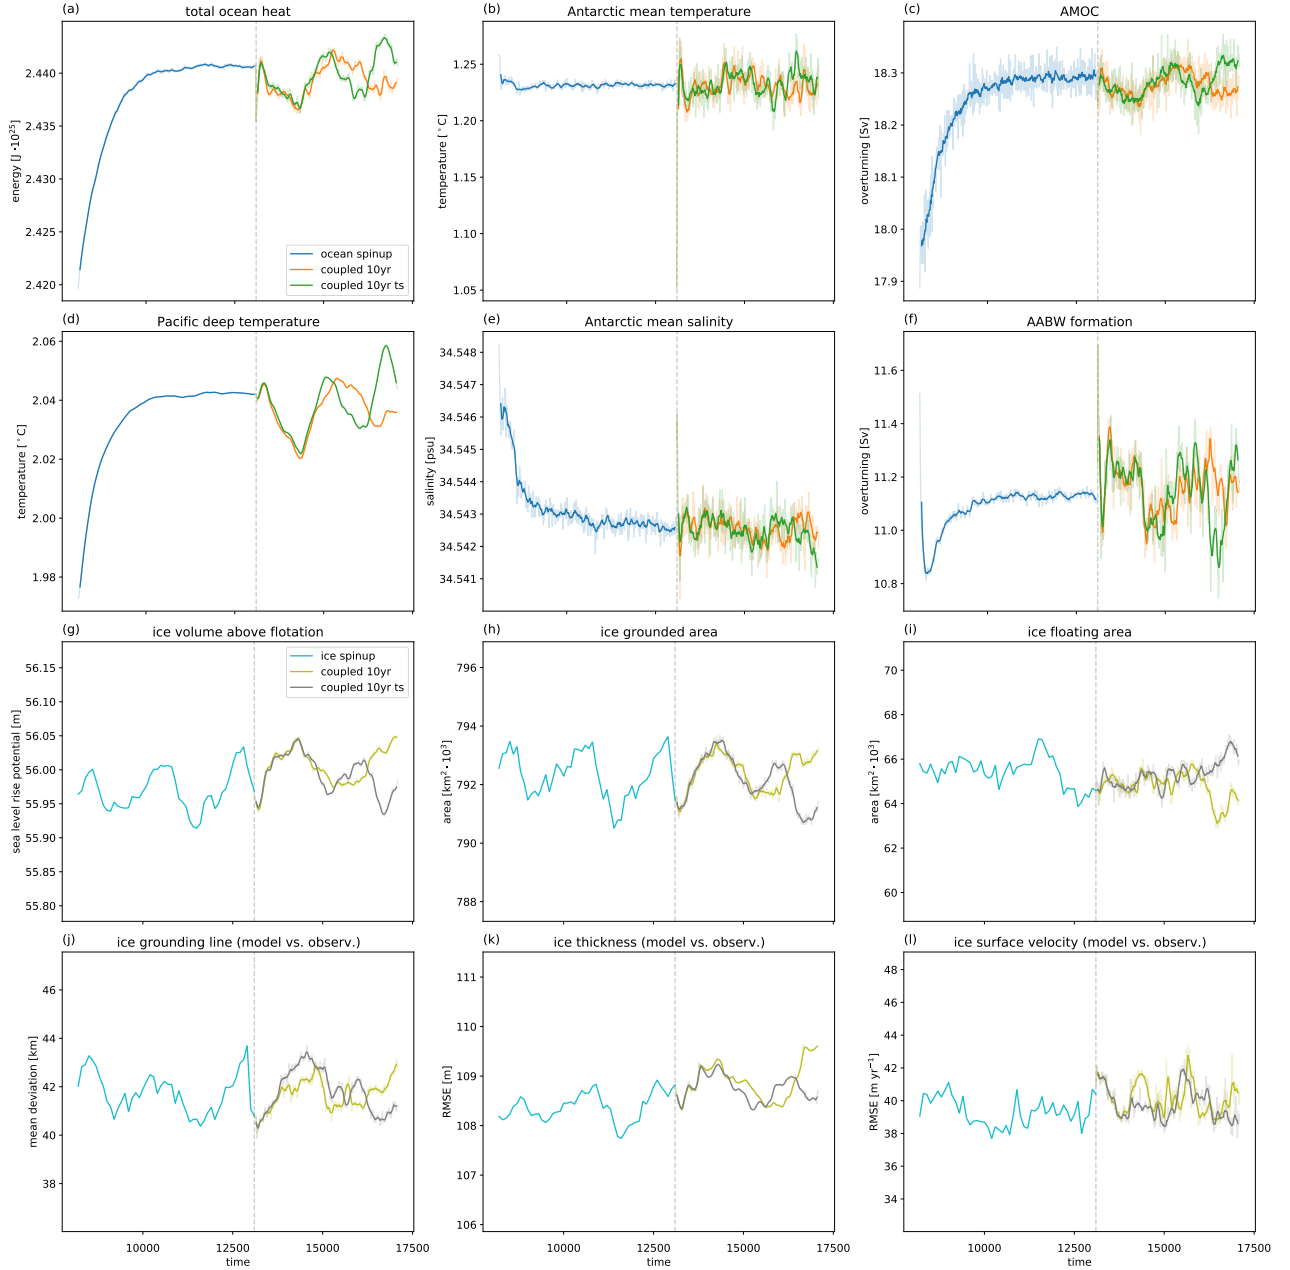 (a) total ocean heat
energy [J •10²⁵]
2.440
2.435
2.430
2.425
2.420
ocean spinup
coupled 10yr
coupled 10yr ts
(b) Antarctic mean temperature
temperature [°C]
1.25
1.20
1.15
1.10
1.05
(c) AMOC
overturning [Sv]
18.3
18.2
18.1
18.0
17.9
(d) Pacific deep temperature
temperature [°C]
2.06
2.04
2.02
2.00
1.98
(e) Antarctic mean salinity
salinity [psu]
34.548
34.547
34.546
34.545
34.544
34.543
34.542
34.541
(f) AABW formation
overturning [Sv]
11.6
11.4
11.2
11.0
10.8
(g) ice volume above flotation
sea level rise potential [m]
56.15
56.10
56.05
56.00
55.95
55.90
55.85
55.80
ice spinup
coupled 10yr
coupled 10yr ts
(h) ice grounded area
area [km² • 10³]
796
794
792
790
788
(i) ice floating area
area [km² • 10³]
70
68
66
64
62
60
(j) ice grounding line (model vs. observ.)
mean deviation [km]
46
44
42
40
38
10000 12500 15000 17500
time
(k) ice thickness (model vs. observ.)
RMSE [m]
111
110
109
108
107
106
10000 12500 15000 17500
time
(l) ice surface velocity (model vs. observ.)
RMSE [m yr⁻¹]
48
46
44
42
40
38
36
34
10000 12500 15000 17500
time